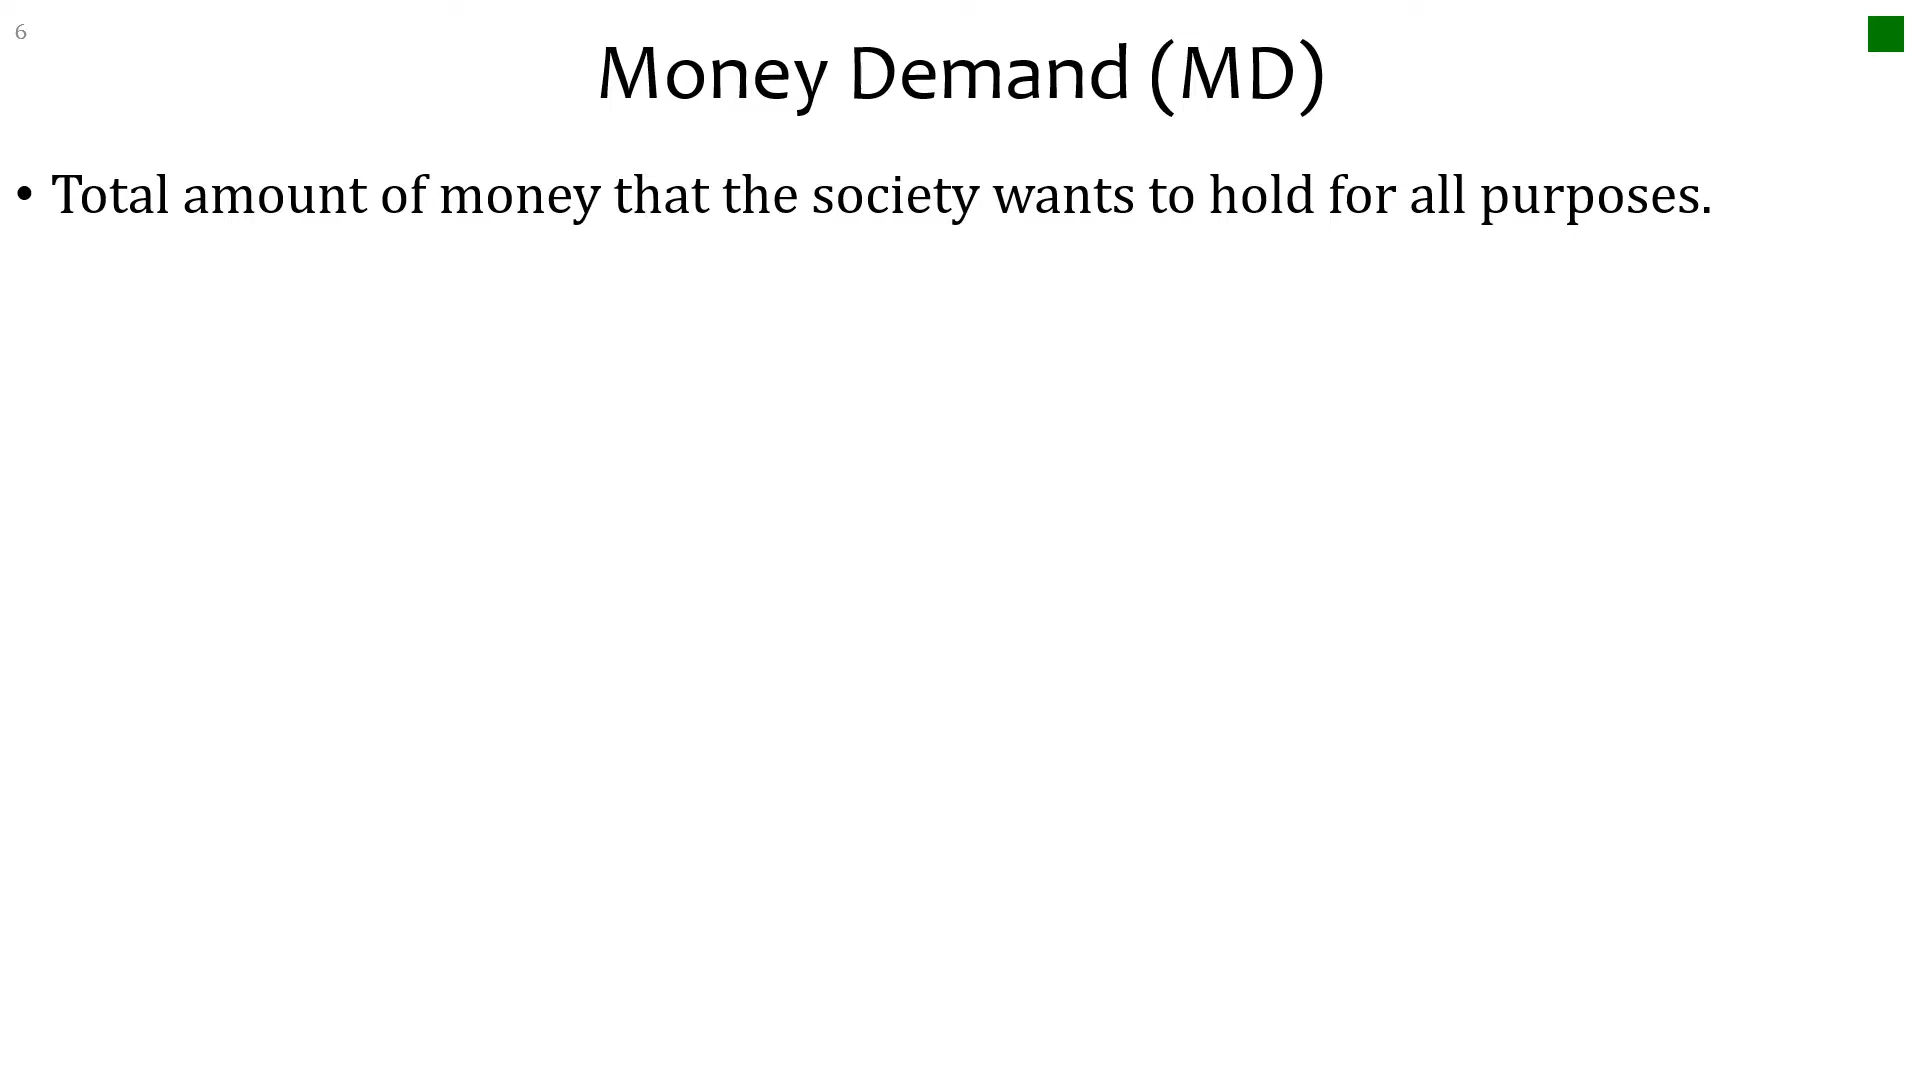 6
Money Demand (MD)
• Total amount of money that the society wants to hold for all purposes.